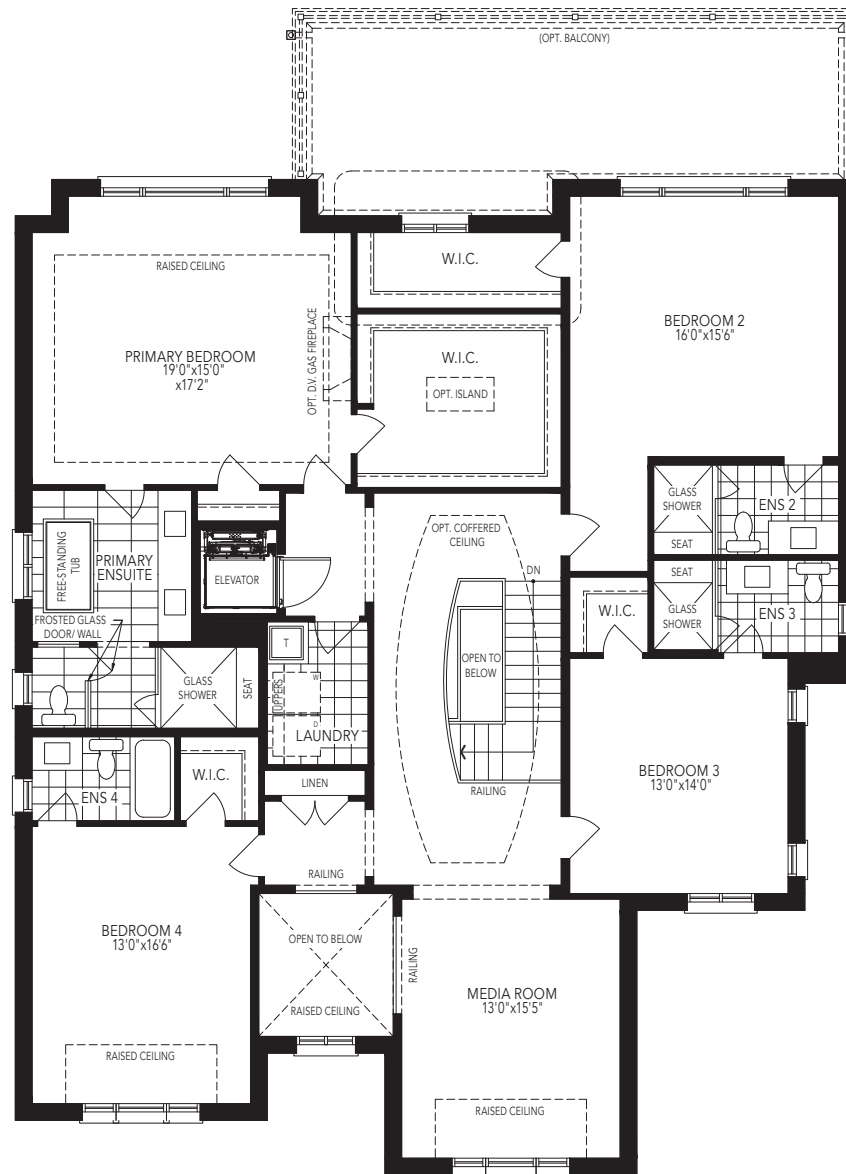 (OPT. BALCONY)
RAISED CEILING
W.I.C.
BEDROOM 2
16'0"x15'6"
PRIMARY BEDROOM
19'0"x15'0"
x17'2"
OPT. D.V. GAS FIREPLACE
W.I.C.
OPT. ISLAND
GLASS
SHOWER
SEAT
ENS 2
OPT. COFFERED
CEILING
FREE-STANDING
TUB
PRIMARY
ENSUITE
ELEVATOR
DN
SEAT
GLASS
SHOWER
ENS 3
W.I.C.
FROSTED GLASS
DOOR/ WALL
T
OPEN TO
BELOW
GLASS
SHOWER
SEAT
UPPERS
W
D
LAUNDRY
BEDROOM 3
13'0"x14'0"
W.I.C.
ENS 4
LINEN
RAILING
RAILING
BEDROOM 4
13'0"x16'6"
OPEN TO BELOW
RAISED CEILING
RAILING
MEDIA ROOM
13'0"x15'5"
RAISED CEILING
RAISED CEILING